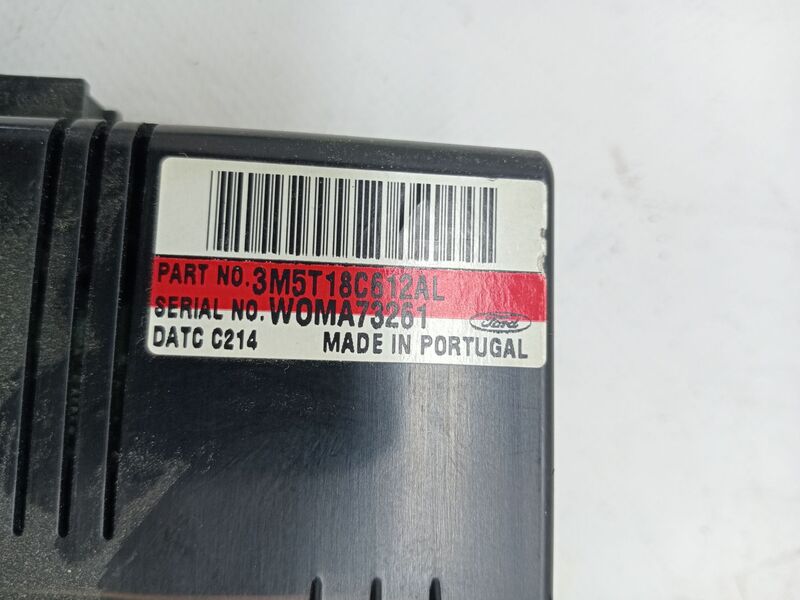 PART NO. 3M5T18C612AL
SERIAL NO. WOMA73261
Ford
DATC C214 MADE IN PORTUGAL